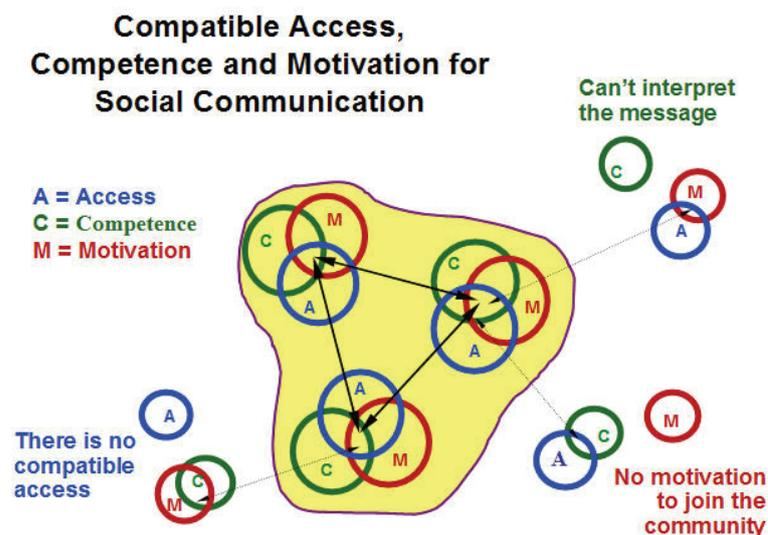 Compatible Access,
Competence and Motivation for
Social Communication
Can't interpret
the message
A = Access
C = Competence
M = Motivation
C
M
A
C
M
A
C
M
A
A
C
M
A
C
M
There is no
compatible
access
C
A
M
No motivation
to join the
community